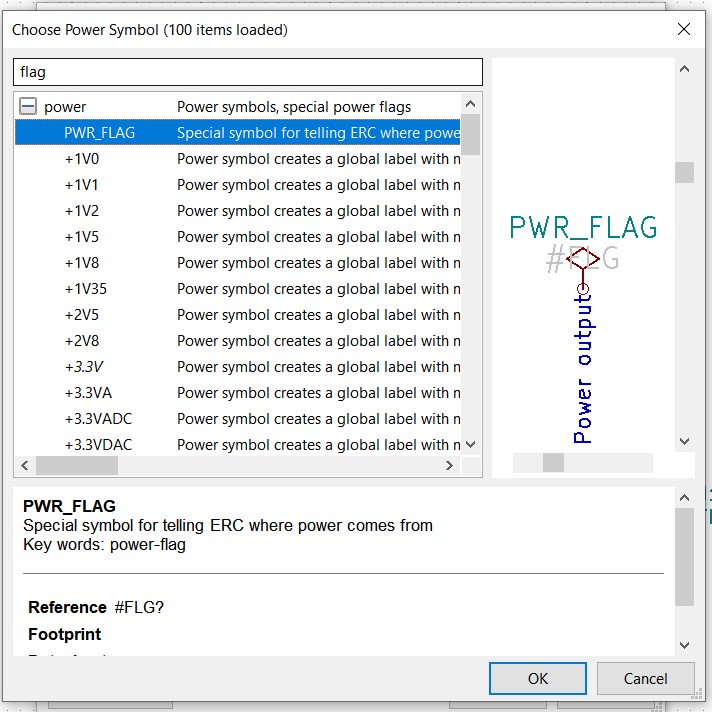 Choose Power Symbol (100 items loaded)
flag
power Power symbols, special power flags
PWR_FLAG Special symbol for telling ERC where powe
+1V0 Power symbol creates a global label with n
+1V1 Power symbol creates a global label with n
+1V2 Power symbol creates a global label with n
+1V5 Power symbol creates a global label with n
+1V8 Power symbol creates a global label with n
+1V35 Power symbol creates a global label with n
+2V5 Power symbol creates a global label with n
+2V8 Power symbol creates a global label with n
+3.3V Power symbol creates a global label with n
+3.3VA Power symbol creates a global label with n
+3.3VADC Power symbol creates a global label with n
+3.3VDAC Power symbol creates a global label with n
PWR_FLAG
#FLG
Power output
PWR_FLAG
Special symbol for telling ERC where power comes from
Key words: power-flag
Reference #FLG?
Footprint
OK
Cancel